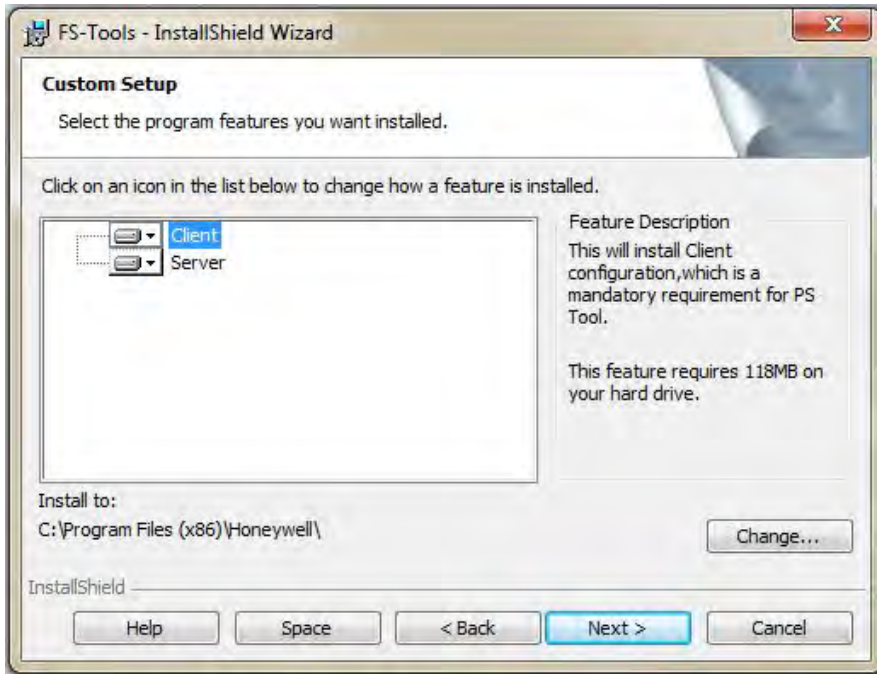 FS-Tools - InstallShield Wizard
Custom Setup
Select the program features you want installed.
Click on an icon in the list below to change how a feature is installed.
Client
Server
Feature Description
This will install Client
configuration,which is a
mandatory requirement for PS
Tool.
This feature requires 118MB on
your hard drive.
Install to:
C:\Program Files (x86)\Honeywell\
Change...
InstallShield
Help
Space
< Back
Next >
Cancel